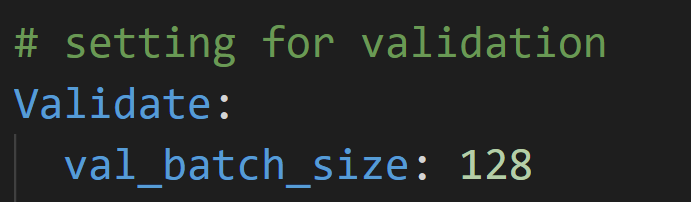 # setting for validation
Validate:
  val_batch_size: 128